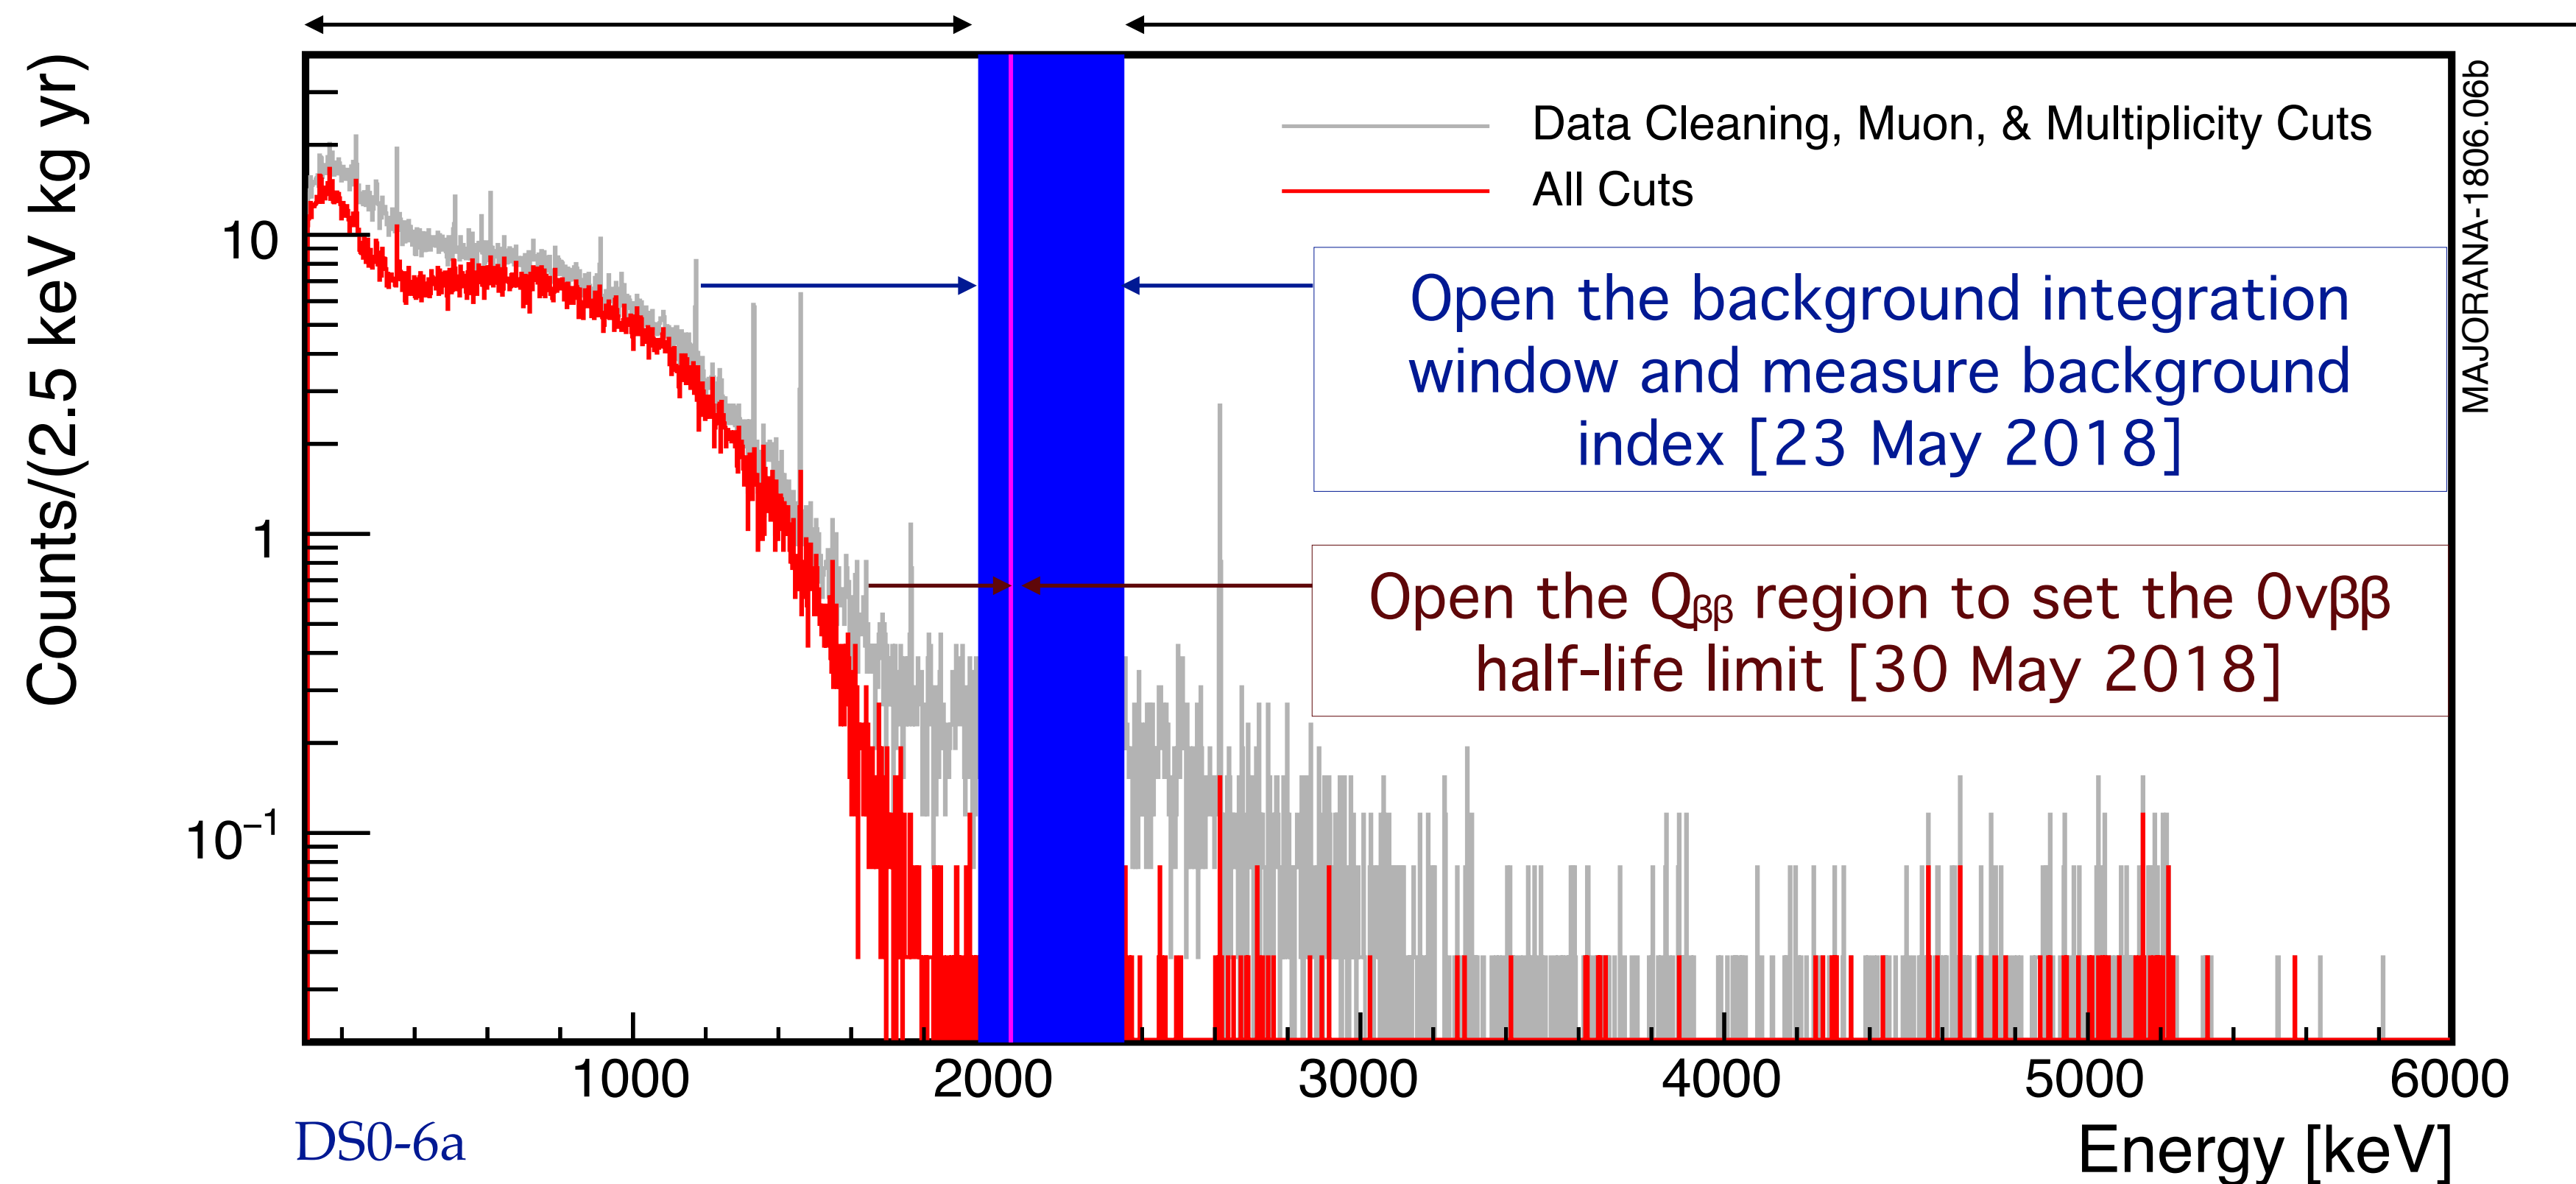 Counts/(2.5 keV kg yr)
10
1
10⁻¹
Data Cleaning, Muon, & Multiplicity Cuts
All Cuts
MAJORANA-1806.06b
Open the background integration
window and measure background
index [23 May 2018]
Open the Qββ region to set the 0νββ
half-life limit [30 May 2018]
1000 2000 3000 4000 5000 6000
DS0-6a
Energy [keV]